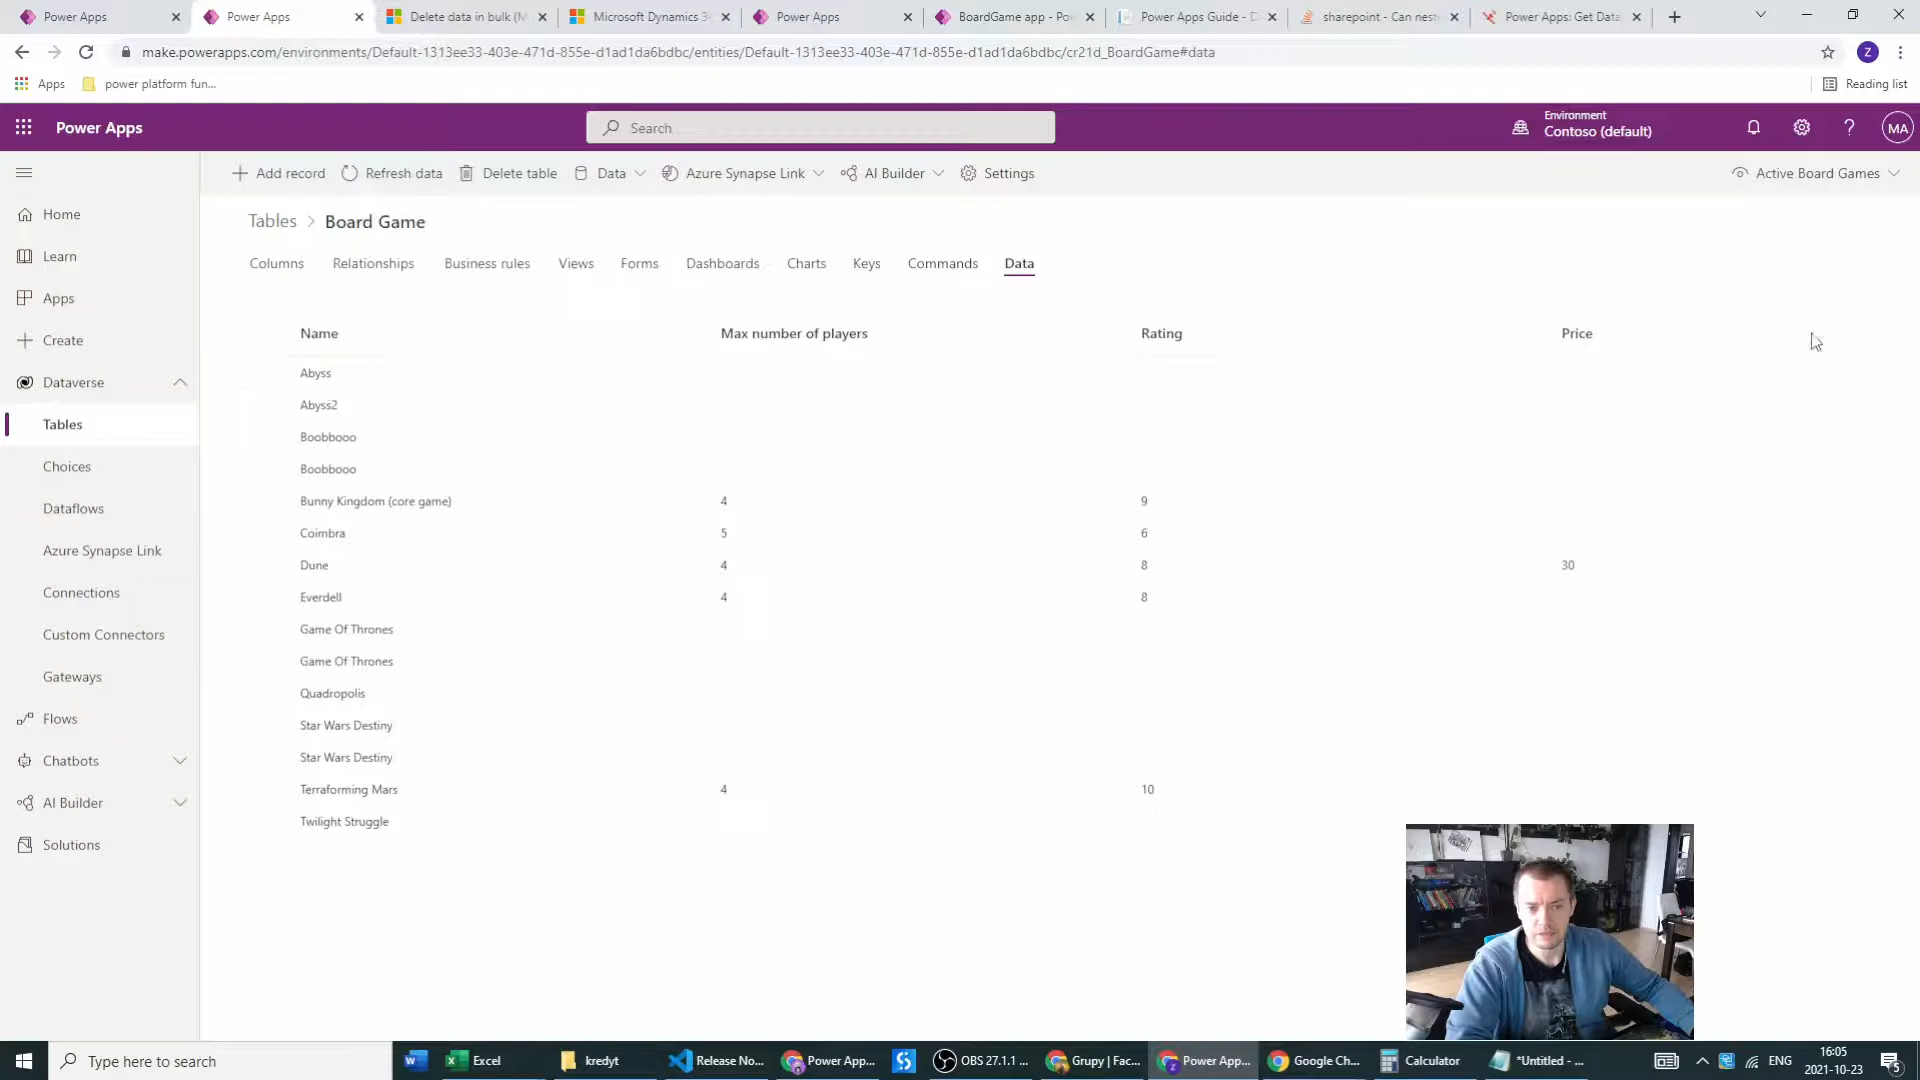 Power Apps
Power Apps
Delete data in bulk (M
Microsoft Dynamics 3
Power Apps
BoardGame app - Po
Power Apps Guide - D
sharepoint - Can nest
Power Apps: Get Data
make.powerapps.com/environments/Default-1313ee33-403e-471d-855e-d1ad1da6bdbc/entities/Default-1313ee33-403e-471d-855e-d1ad1da6bdbc/cr21d_BoardGame#data
Z
Apps
power platform fun...
Reading list
Power Apps
Search
Environment
Contoso (default)
MA
Add record
Refresh data
Delete table
Data
Azure Synapse Link
AI Builder
Settings
Active Board Games
Home
Learn
Apps
Create
Dataverse
Tables
Choices
Dataflows
Azure Synapse Link
Connections
Custom Connectors
Gateways
Flows
Chatbots
AI Builder
Solutions
Tables > Board Game
Columns Relationships Business rules Views Forms Dashboards Charts Keys Commands Data
Name Max number of players Rating Price
Abyss
Abyss2
Boobbooo
Boobbooo
Bunny Kingdom (core game) 4 9
Coimbra 5 6
Dune 4 8 30
Everdell 4 8
Game Of Thrones
Game Of Thrones
Quadropolis
Star Wars Destiny
Star Wars Destiny
Terraforming Mars 4 10
Twilight Struggle
Type here to search
Excel
kredyt
Release No...
Power App...
OBS 27.1.1 ...
Grupy | Fac...
Power App...
Google Ch...
Calculator
*Untitled - ...
ENG
16:05
2021-10-23
5